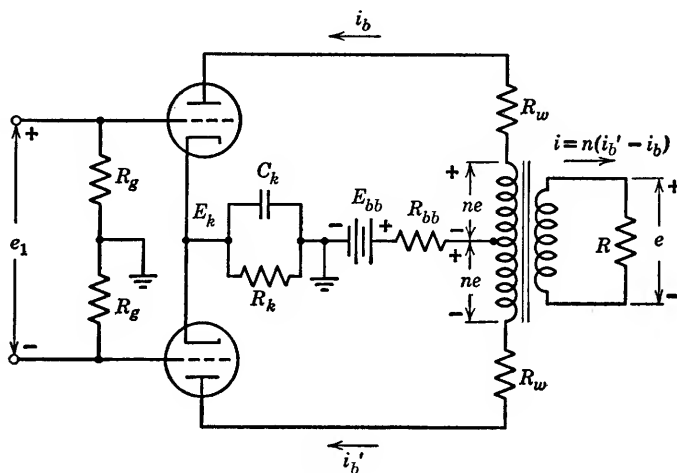 i_b
R_w
+
R_g
e_1
R_g
-
C_k
E_k
R_k
E_bb
-
+
R_bb
+
ne
-
+
ne
-
i = n(i_b' - i_b)
+
R
e
-
R_w
i_b'